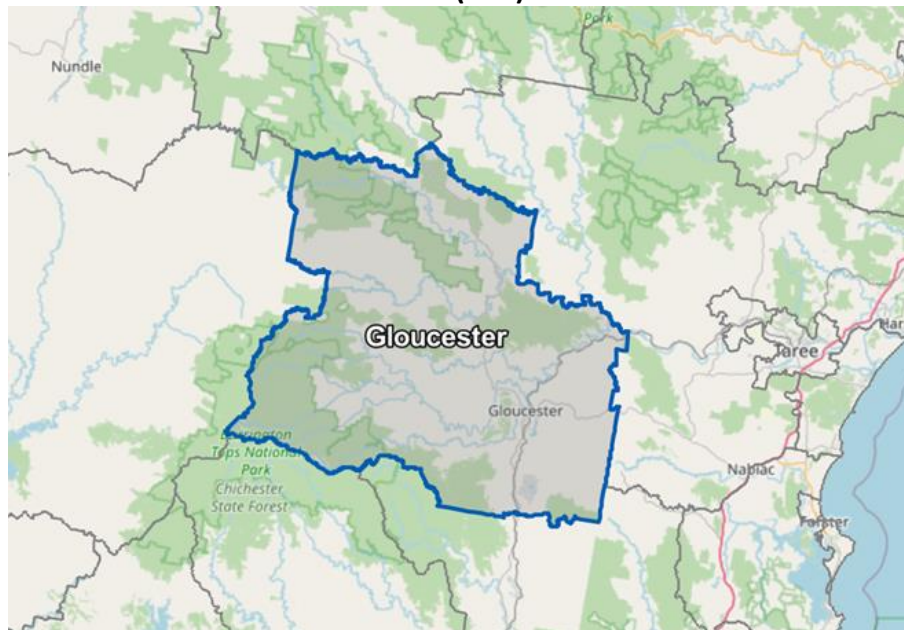 Park
Nundle
Gloucester
Taree
Gloucester
Barrington
Tops National
Park
Chichester
State Forest
Nabiac
Forster